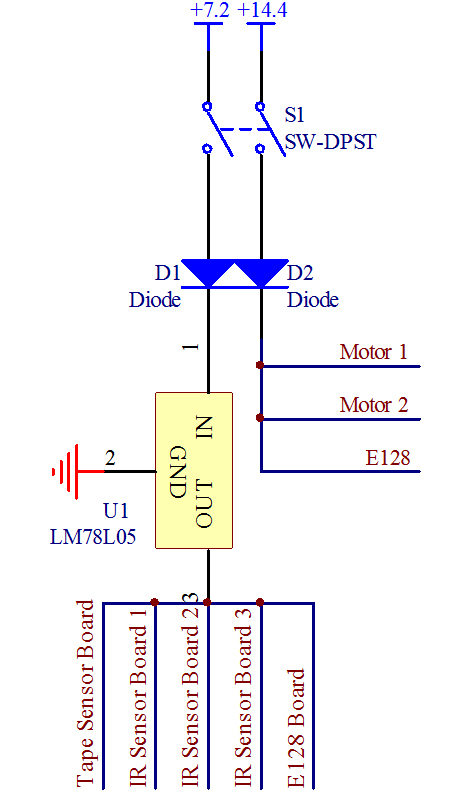 +7.2 +14.4
S1
SW-DPST
D1
Diode
D2
Diode
1
Motor 1
Motor 2
E128
IN
GND
OUT
2
U1
LM78L05
3
Tape Sensor Board
IR Sensor Board 1
IR Sensor Board 2
IR Sensor Board 3
E128 Board